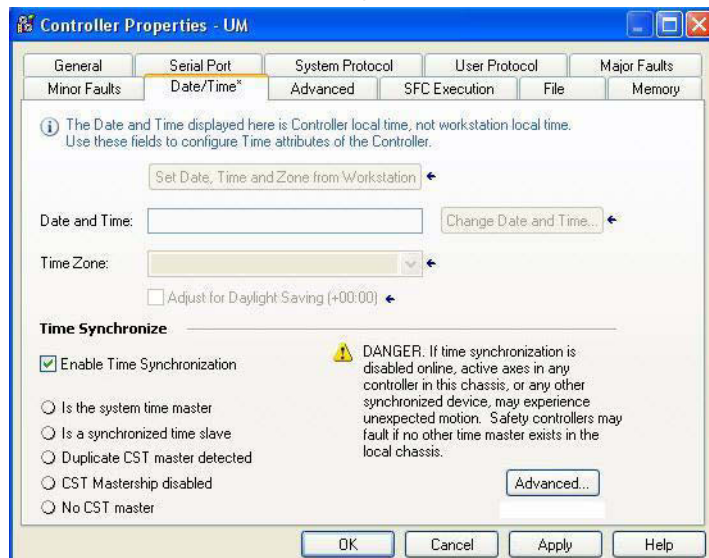 Controller Properties - UM
General
Serial Port
System Protocol
User Protocol
Major Faults
Minor Faults
Date/Time*
Advanced
SFC Execution
File
Memory
The Date and Time displayed here is Controller local time, not workstation local time.
Use these fields to configure Time attributes of the Controller.
Set Date, Time and Zone from Workstation
Date and Time:
Change Date and Time...
Time Zone:
Adjust for Daylight Saving (+00:00)
Time Synchronize
Enable Time Synchronization
DANGER. If time synchronization is
disabled online, active axes in any
controller in this chassis, or any other
synchronized device, may experience
unexpected motion. Safety controllers may
fault if no other time master exists in the
local chassis.
Is the system time master
Is a synchronized time slave
Duplicate CST master detected
CST Mastership disabled
No CST master
Advanced...
OK
Cancel
Apply
Help